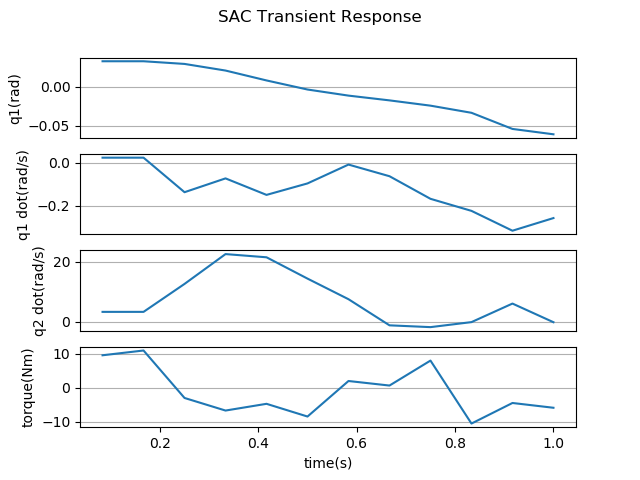 SAC Transient Response
q1(rad)
0.00
−0.05
q1 dot(rad/s)
0.0
−0.2
q2 dot(rad/s)
20
0
torque(Nm)
10
0
−10
0.2 0.4 0.6 0.8 1.0
time(s)